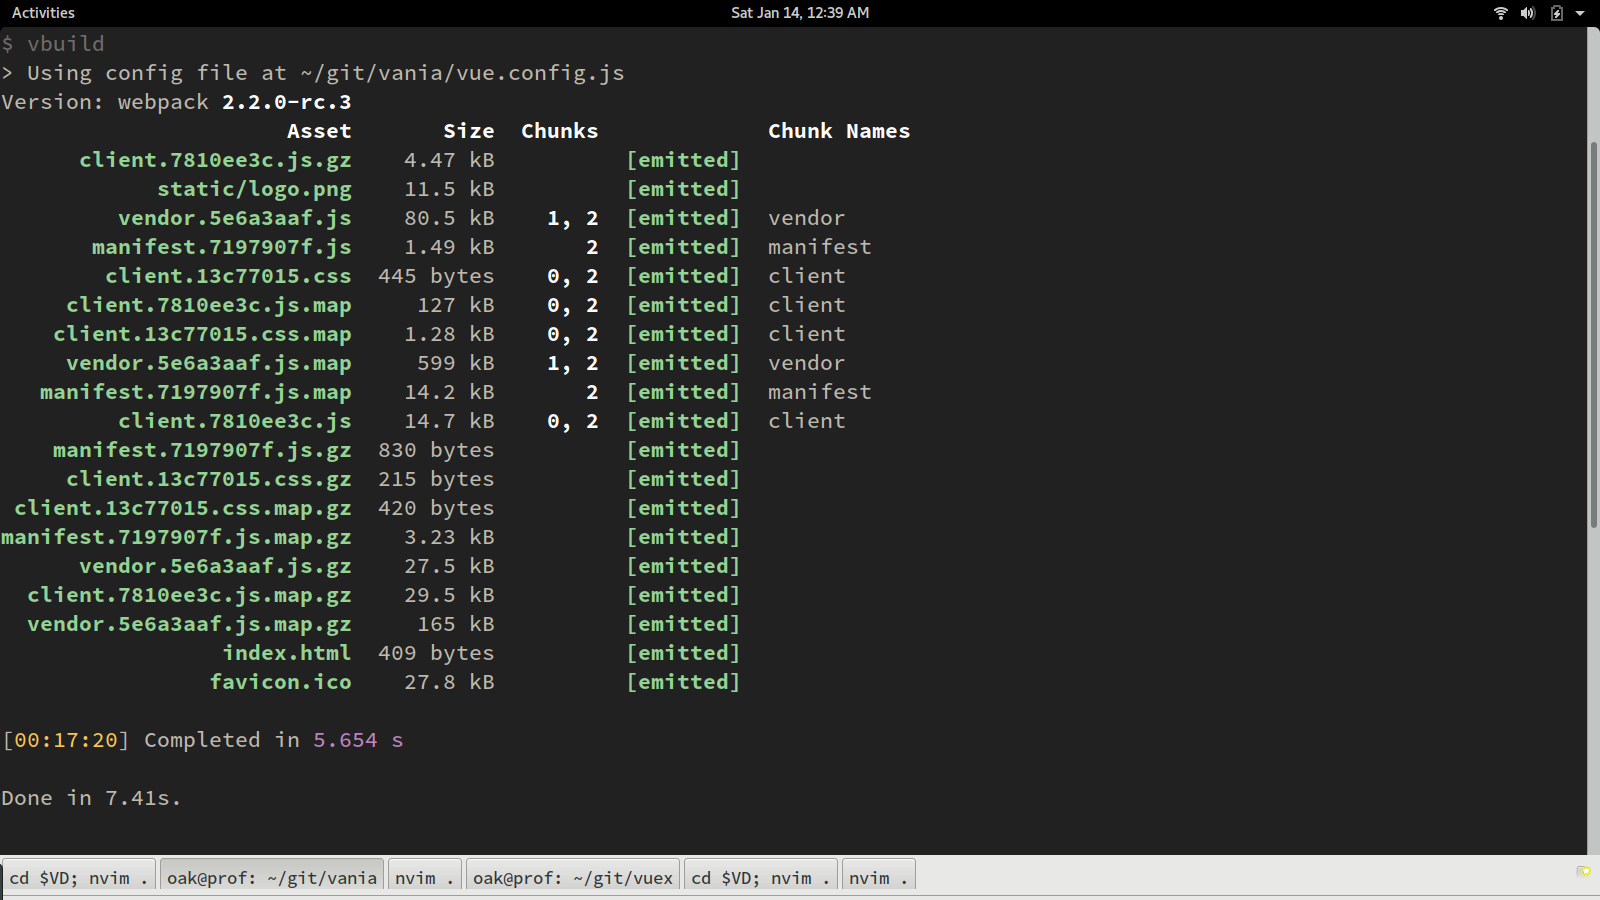 Activities Sat Jan 14, 12:39 AM
$ vbuild
> Using config file at ~/git/vania/vue.config.js
Version: webpack 2.2.0-rc.3
Asset Size Chunks Chunk Names
client.7810ee3c.js.gz 4.47 kB [emitted]
static/logo.png 11.5 kB [emitted]
vendor.5e6a3aaf.js 80.5 kB 1, 2 [emitted] vendor
manifest.7197907f.js 1.49 kB 2 [emitted] manifest
client.13c77015.css 445 bytes 0, 2 [emitted] client
client.7810ee3c.js.map 127 kB 0, 2 [emitted] client
client.13c77015.css.map 1.28 kB 0, 2 [emitted] client
vendor.5e6a3aaf.js.map 599 kB 1, 2 [emitted] vendor
manifest.7197907f.js.map 14.2 kB 2 [emitted] manifest
client.7810ee3c.js 14.7 kB 0, 2 [emitted] client
manifest.7197907f.js.gz 830 bytes [emitted]
client.13c77015.css.gz 215 bytes [emitted]
client.13c77015.css.map.gz 420 bytes [emitted]
manifest.7197907f.js.map.gz 3.23 kB [emitted]
vendor.5e6a3aaf.js.gz 27.5 kB [emitted]
client.7810ee3c.js.map.gz 29.5 kB [emitted]
vendor.5e6a3aaf.js.map.gz 165 kB [emitted]
index.html 409 bytes [emitted]
favicon.ico 27.8 kB [emitted]
[00:17:20] Completed in 5.654 s
Done in 7.41s.
cd $VD; nvim . oak@prof: ~/git/vania nvim . oak@prof: ~/git/vuex cd $VD; nvim . nvim .